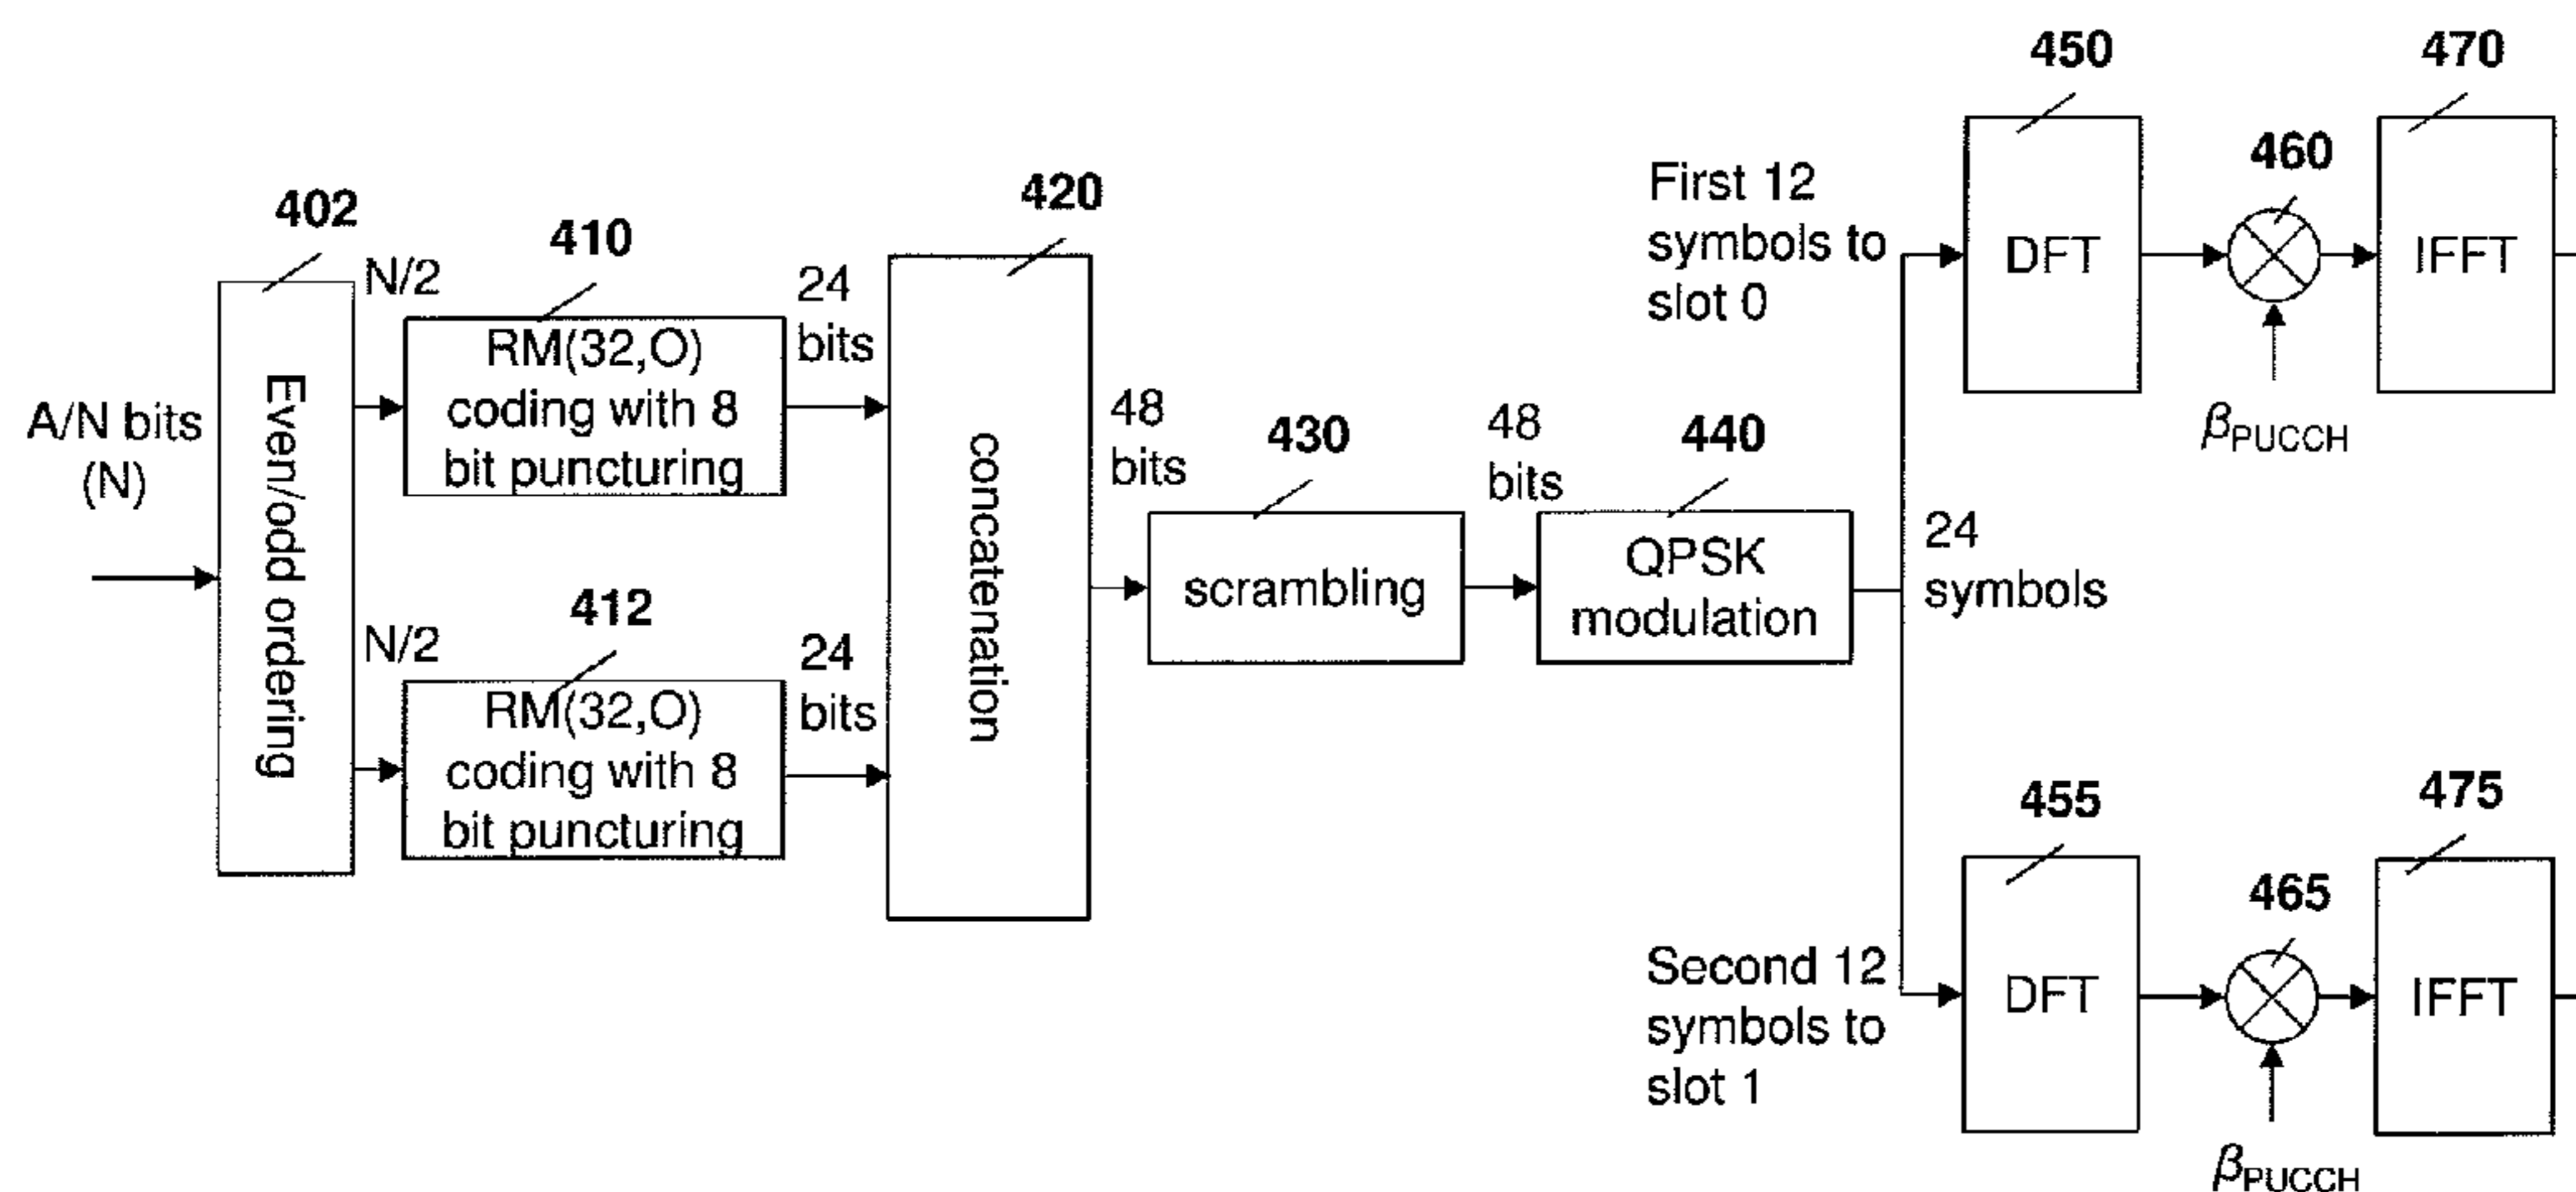 A/N bits
(N)
402
Even/odd ordering
N/2
N/2
410
RM(32,O)
coding with 8
bit puncturing
24
bits
412
RM(32,O)
coding with 8
bit puncturing
24
bits
420
concatenation
48
bits
430
scrambling
48
bits
440
QPSK
modulation
24
symbols
First 12
symbols to
slot 0
450
DFT
460
βPUCCH
470
IFFT
Second 12
symbols to
slot 1
455
DFT
465
βPUCCH
475
IFFT